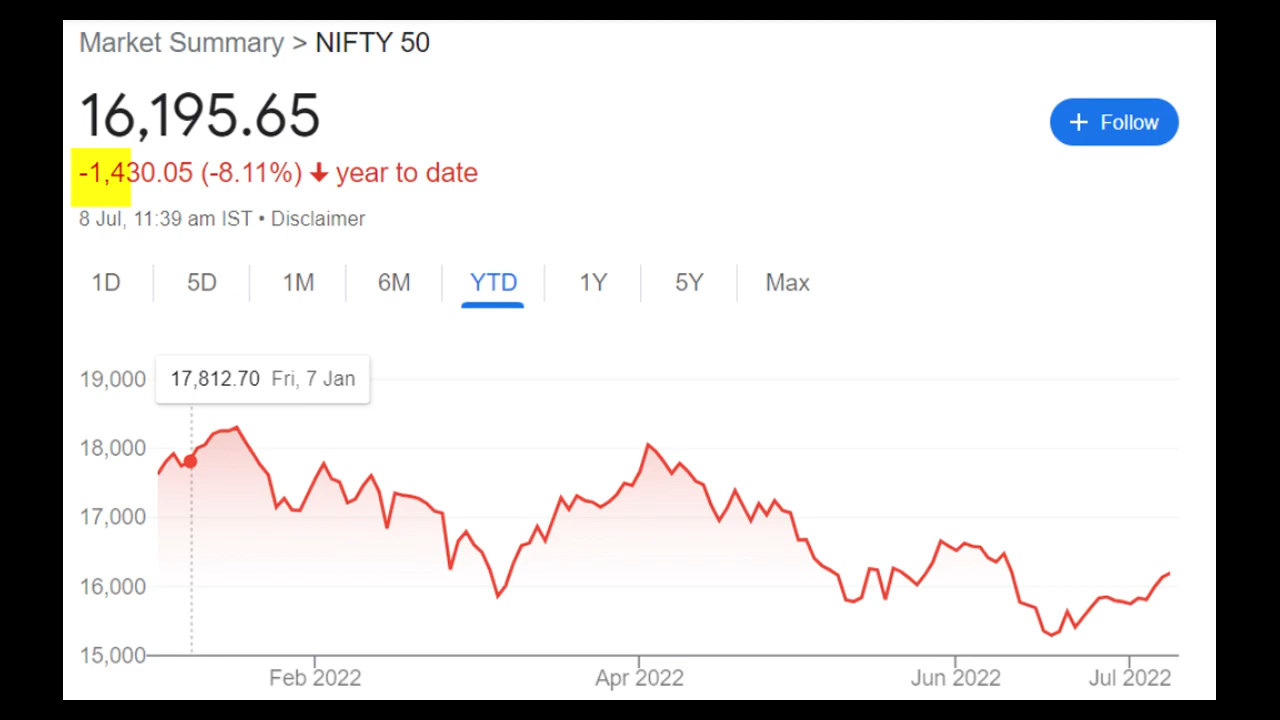 Market Summary > NIFTY 50
16,195.65
+ Follow
-1,430.05 (-8.11%) ↓ year to date
8 Jul, 11:39 am IST • Disclaimer
1D 5D 1M 6M YTD 1Y 5Y Max
19,000
17,812.70 Fri, 7 Jan
18,000
17,000
16,000
15,000
Feb 2022 Apr 2022 Jun 2022 Jul 2022